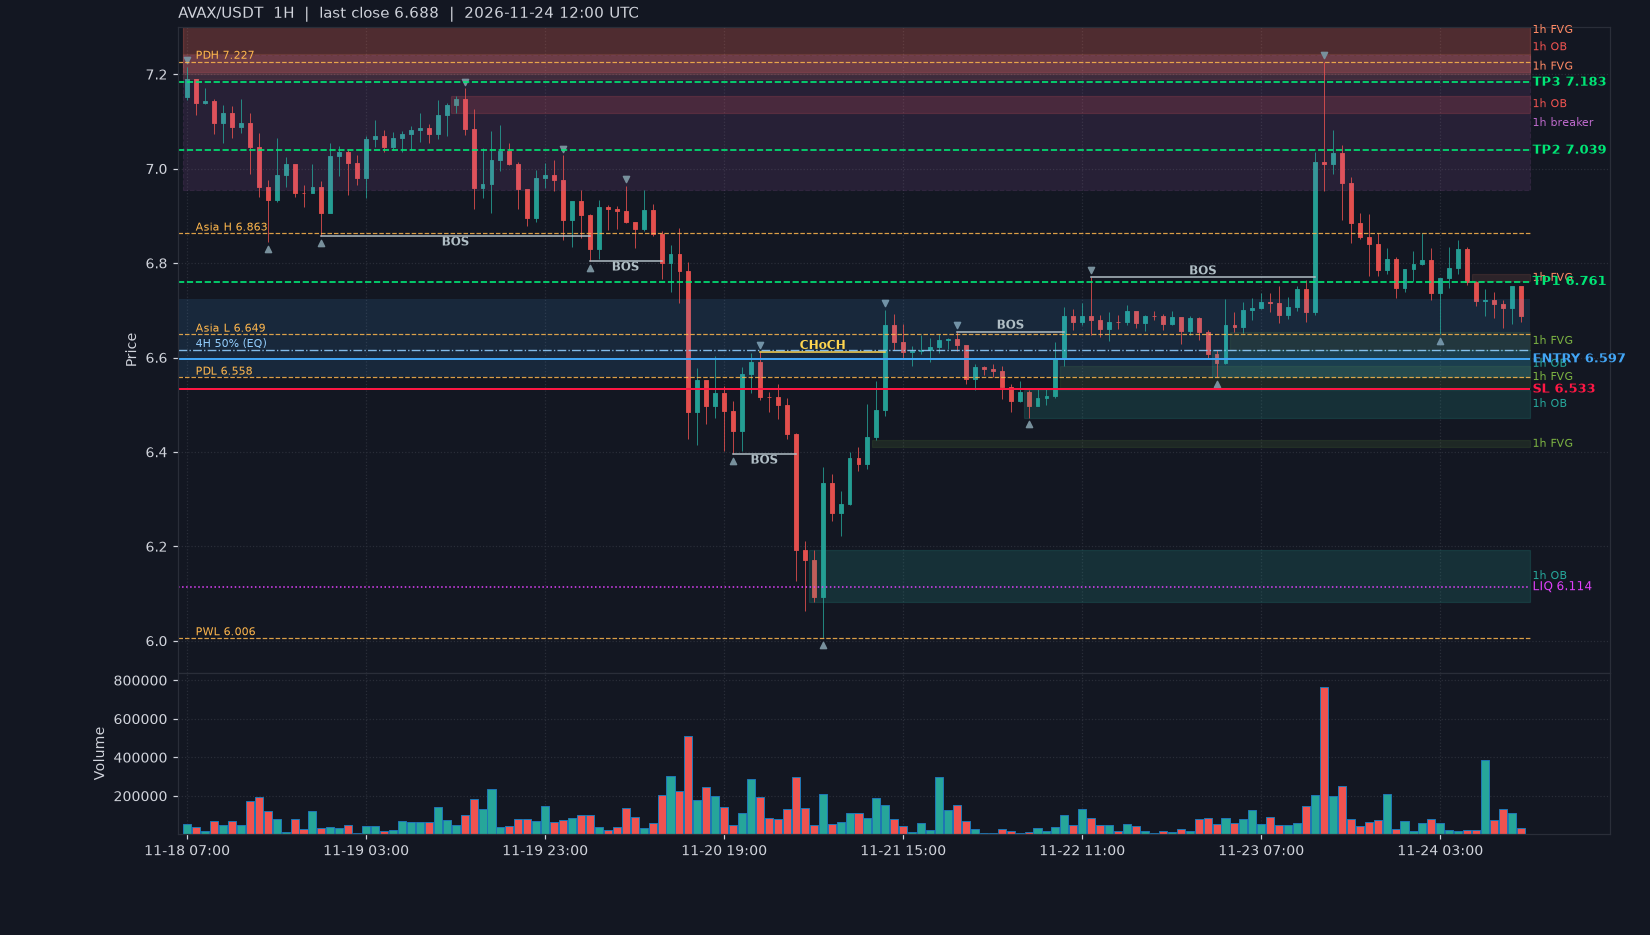 AVAX/USDT 1H | last close 6.688 | 2026-11-24 12:00 UTC
1h FVG
1h OB
PDH 7.227
1h FVG
7.2
TP3 7.183
1h OB
1h breaker
TP2 7.039
7.0
Asia H 6.863
BOS
BOS
6.8
BOS
1h FVG
TP1 6.761
Asia L 6.649
BOS
4H 50% (EQ)
CHoCH
1h FVG
Price
6.6
ENTRY 6.597
1h OB
PDL 6.558
1h FVG
SL 6.533
1h OB
6.4
BOS
1h FVG
6.2
1h OB
LIQ 6.114
PWL 6.006
6.0
800000
600000
Volume
400000
200000
11-18 07:00
11-19 03:00
11-19 23:00
11-20 19:00
11-21 15:00
11-22 11:00
11-23 07:00
11-24 03:00